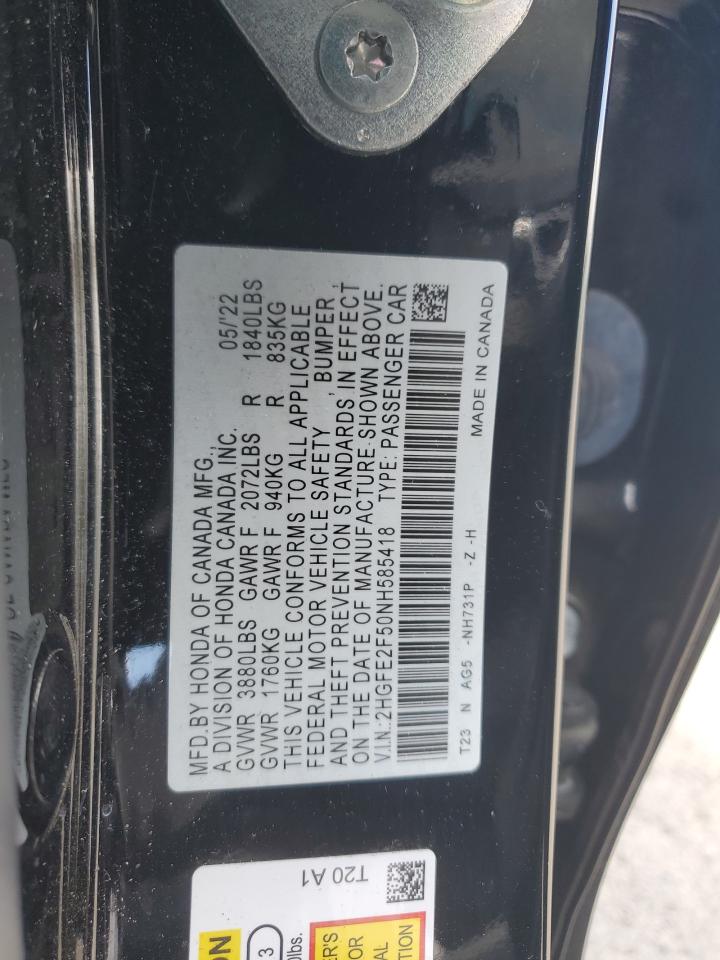 MFD.BY HONDA OF CANADA MFG.,
A DIVISION OF HONDA CANADA INC. 05/'22
GVWR 3880LBS GAWR F 2072LBS R 1840LBS
GVWR 1760KG GAWR F 940KG R 835KG
THIS VEHICLE CONFORMS TO ALL APPLICABLE
FEDERAL MOTOR VEHICLE SAFETY , BUMPER ,
AND THEFT PREVENTION STANDARDS IN EFFECT
ON THE DATE OF MANUFACTURE SHOWN ABOVE.
V.I.N.:2HGFE2F50NH585418 TYPE: PASSENGER CAR
T23 N AG5 -NH731P -Z -H MADE IN CANADA
T20 A1